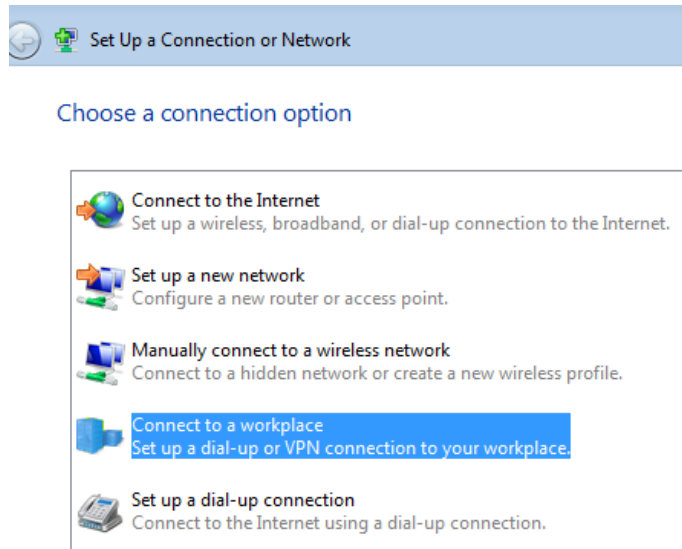 Set Up a Connection or Network
Choose a connection option
Connect to the Internet
Set up a wireless, broadband, or dial-up connection to the Internet.
Set up a new network
Configure a new router or access point.
Manually connect to a wireless network
Connect to a hidden network or create a new wireless profile.
Connect to a workplace
Set up a dial-up or VPN connection to your workplace.
Set up a dial-up connection
Connect to the Internet using a dial-up connection.